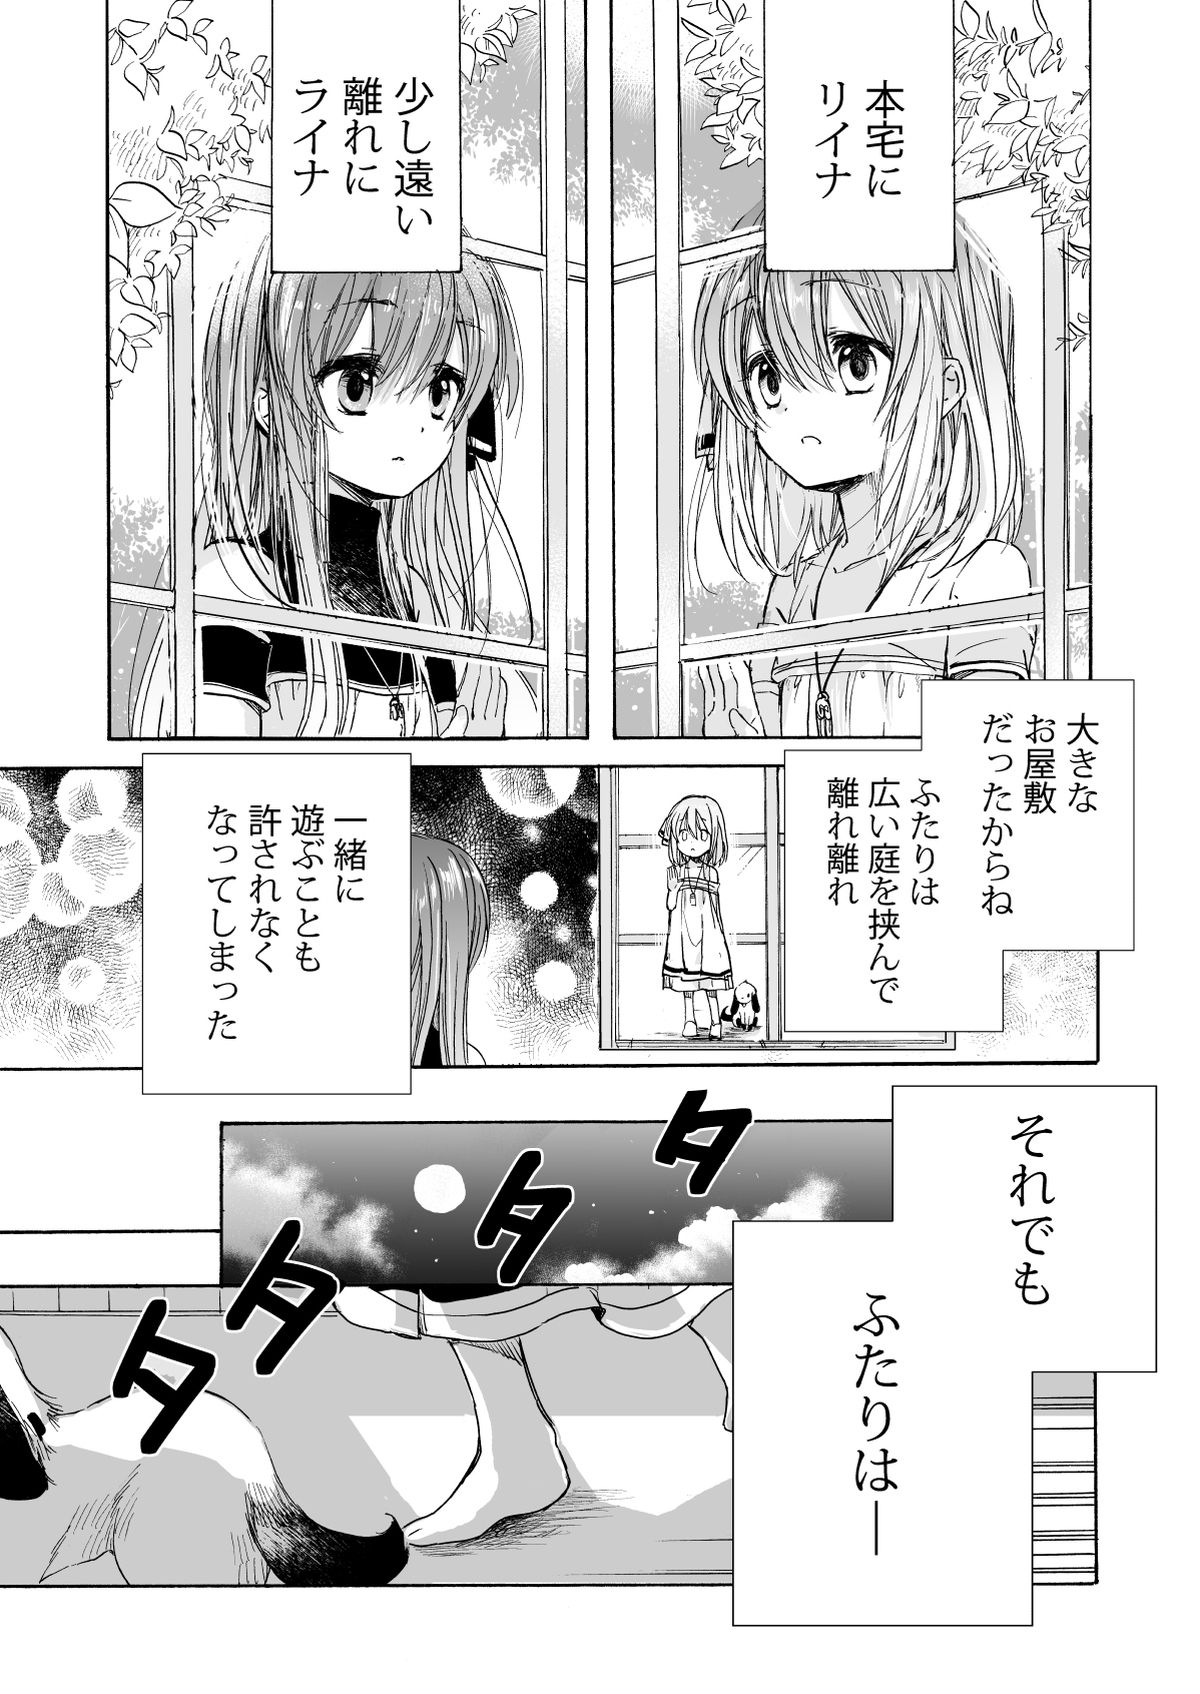 本宅に
リイナ
少し遠い
離れに
ライナ
大きな
お屋敷
だったからね
ふたりは
広い庭を挟んで
離れ離れ
一緒に
遊ぶことも
許されなく
なってしまった
それでも
ふたりは―
タ
タ
タ
タ